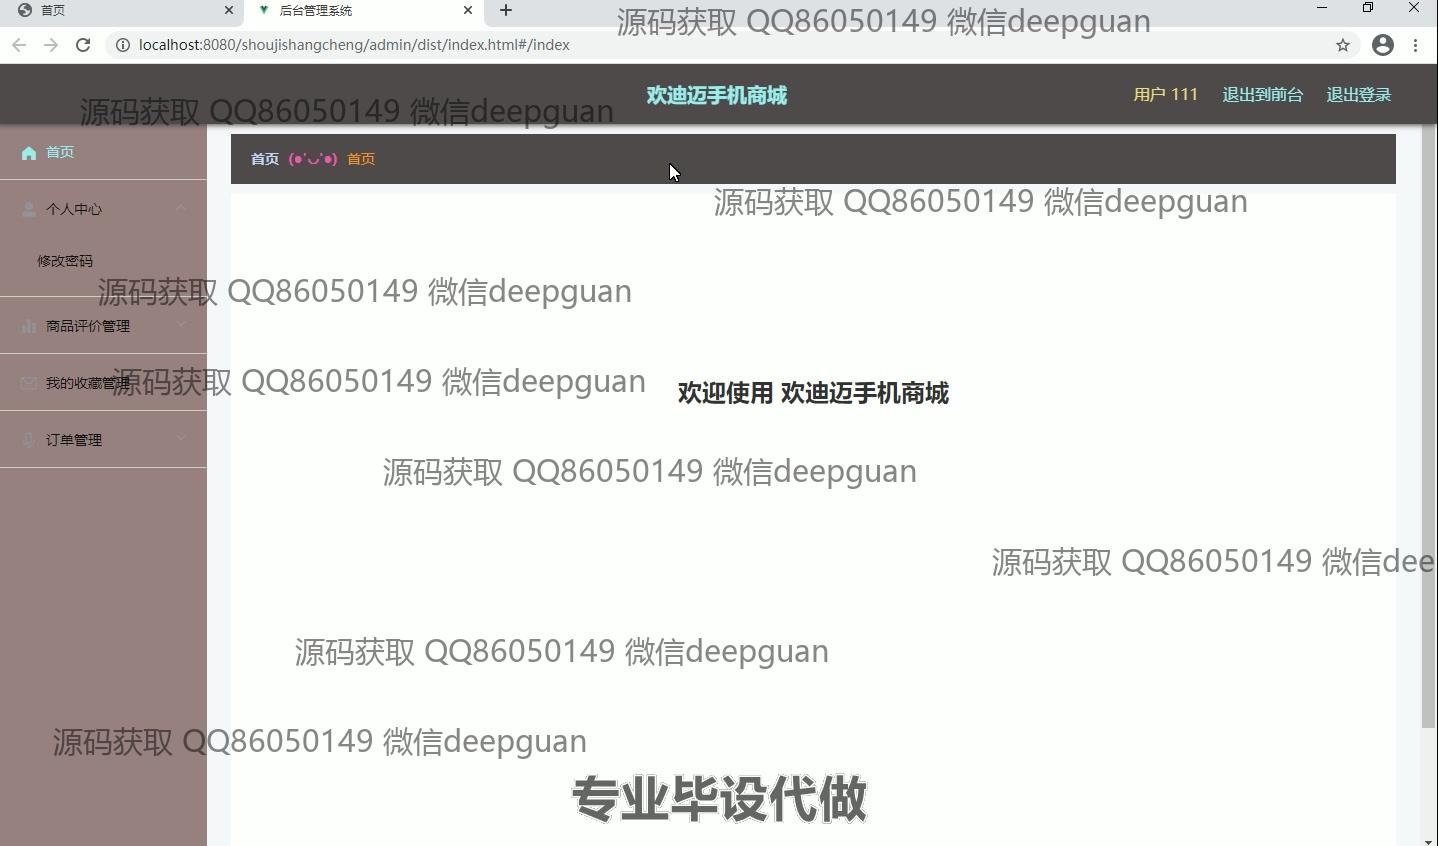 首页
后台管理系统
源码获取 QQ86050149 微信deepguan
localhost:8080/shoujishangcheng/admin/dist/index.html#/index
欢迪迈手机商城
用户 111
退出到前台
退出登录
源码获取 QQ86050149 微信deepguan
首页
首页 (●'◡'●) 首页
源码获取 QQ86050149 微信deepguan
个人中心
修改密码
源码获取 QQ86050149 微信deepguan
商品评价管理
我的收藏管理
源码获取 QQ86050149 微信deepguan
欢迎使用 欢迪迈手机商城
订单管理
源码获取 QQ86050149 微信deepguan
源码获取 QQ86050149 微信dee
源码获取 QQ86050149 微信deepguan
源码获取 QQ86050149 微信deepguan
专业毕设代做